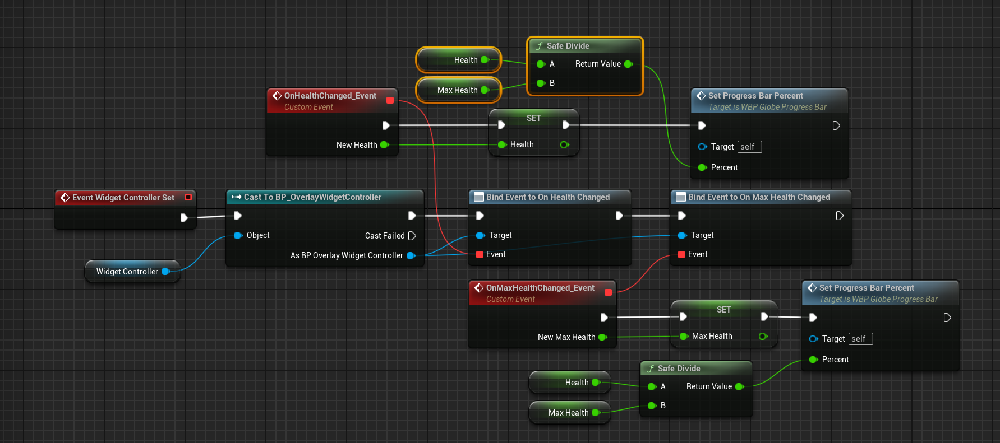 Health
Max Health
Safe Divide
A
Return Value
B
OnHealthChanged_Event
Custom Event
New Health
SET
Health
Set Progress Bar Percent
Target is WBP Globe Progress Bar
Target
self
Percent
Event Widget Controller Set
Widget Controller
Cast To BP_OverlayWidgetController
Object
Cast Failed
As BP Overlay Widget Controller
Bind Event to On Health Changed
Target
Event
Bind Event to On Max Health Changed
Target
Event
OnMaxHealthChanged_Event
Custom Event
New Max Health
SET
Max Health
Set Progress Bar Percent
Target is WBP Globe Progress Bar
Target
self
Percent
Health
Max Health
Safe Divide
A
Return Value
B